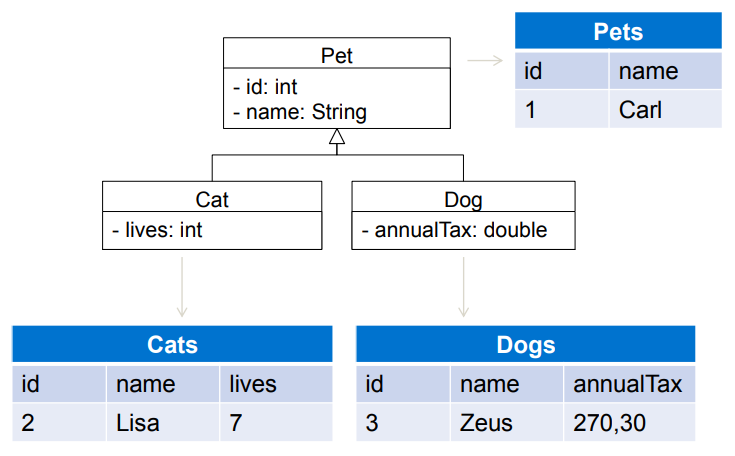 Pet
- id: int
- name: String
Pets
id name
1 Carl
Cat
- lives: int
Dog
- annualTax: double
Cats
id name lives
2 Lisa 7
Dogs
id name annualTax
3 Zeus 270,30